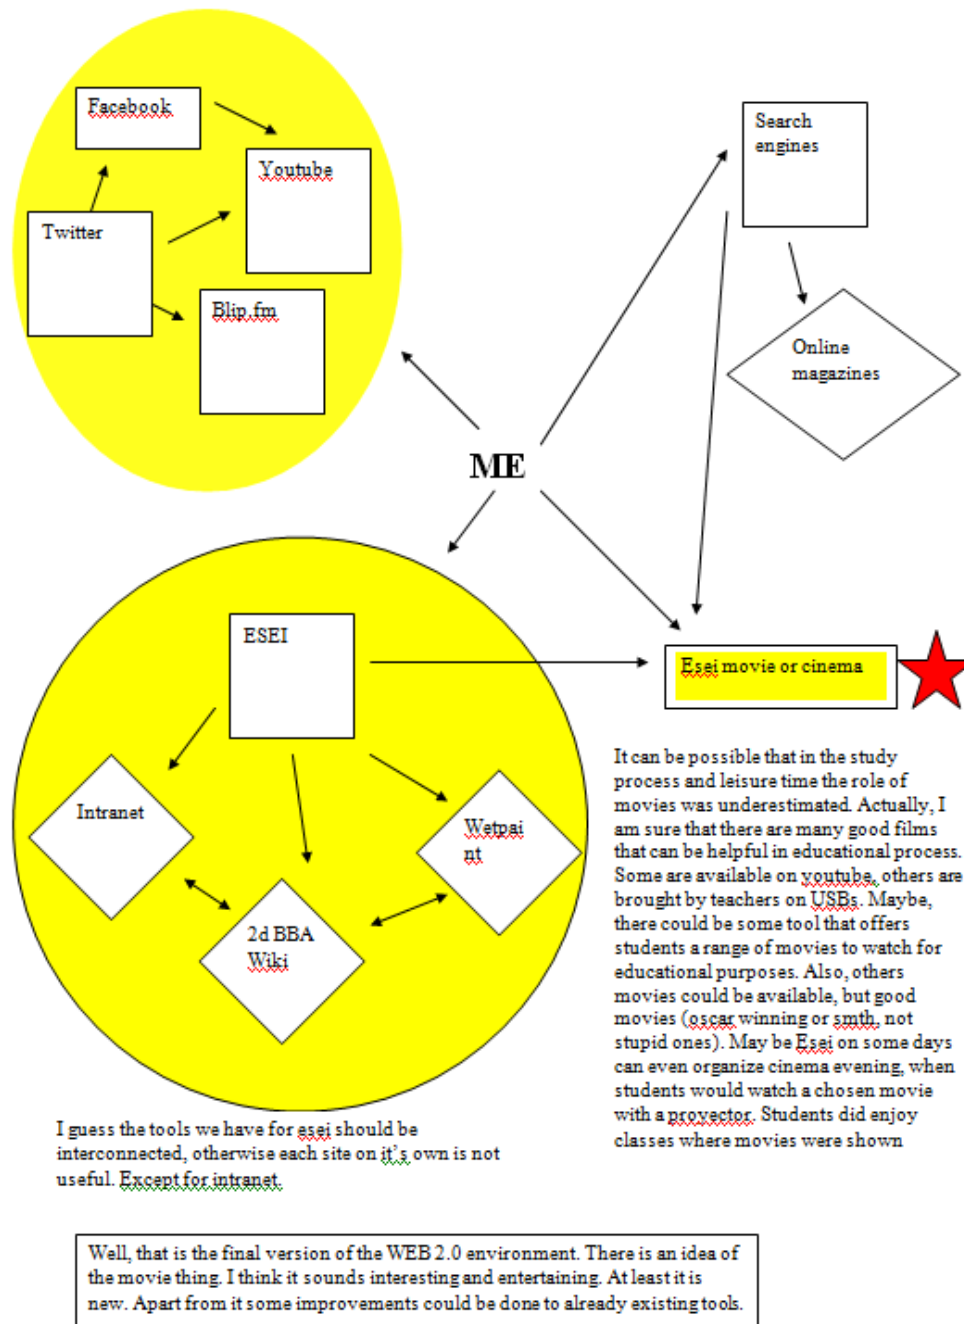 Facebook
Youtube
Twitter
Blip.fm
Search
engines
Online
magazines
ME
ESEI
Intranet
Wetpai
nt
2d BBA
Wiki
Esei movie or cinema
It can be possible that in the study
process and leisure time the role of
movies was underestimated. Actually, I
am sure that there are many good films
that can be helpful in educational process.
Some are available on youtube, others are
brought by teachers on USBs. Maybe,
there could be some tool that offers
students a range of movies to watch for
educational purposes. Also, others
movies could be available, but good
movies (oscar winning or smth, not
stupid ones). May be Esei on some days
can even organize cinema evening, when
students would watch a chosen movie
with a proyector. Students did enjoy
classes where movies were shown
I guess the tools we have for esei should be
interconnected, otherwise each site on it's own is not
useful. Except for intranet.
Well, that is the final version of the WEB 2.0 environment. There is an idea of
the movie thing. I think it sounds interesting and entertaining. At least it is
new. Apart from it some improvements could be done to already existing tools.